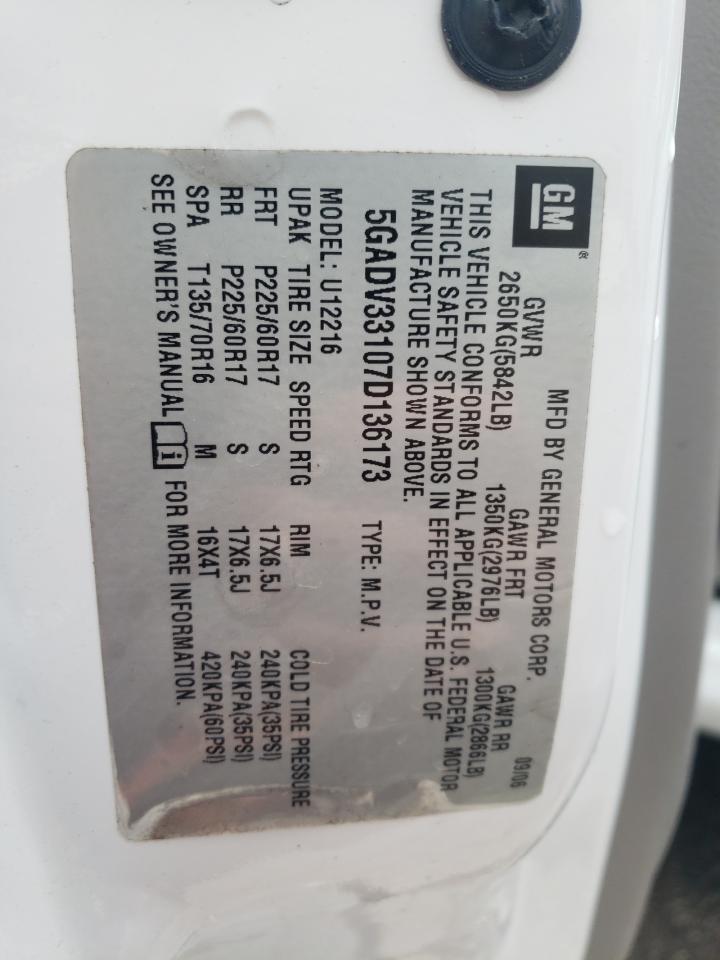 GM®
MFD BY GENERAL MOTORS CORP. 09/06
GVWR GAWR FRT GAWR RR
2650KG(5842LB) 1350KG(2976LB) 1300KG(2866LB)
THIS VEHICLE CONFORMS TO ALL APPLICABLE U.S. FEDERAL MOTOR
VEHICLE SAFETY STANDARDS IN EFFECT ON THE DATE OF
MANUFACTURE SHOWN ABOVE.
5GADV33107D136173 TYPE: M.P.V.
MODEL: U12216
UPAK TIRE SIZE SPEED RTG RIM COLD TIRE PRESSURE
FRT P225/60R17 S 17X6.5J 240KPA(35PSI)
RR P225/60R17 S 17X6.5J 240KPA(35PSI)
SPA T135/70R16 M 16X4T 420KPA(60PSI)
SEE OWNER'S MANUAL i FOR MORE INFORMATION.